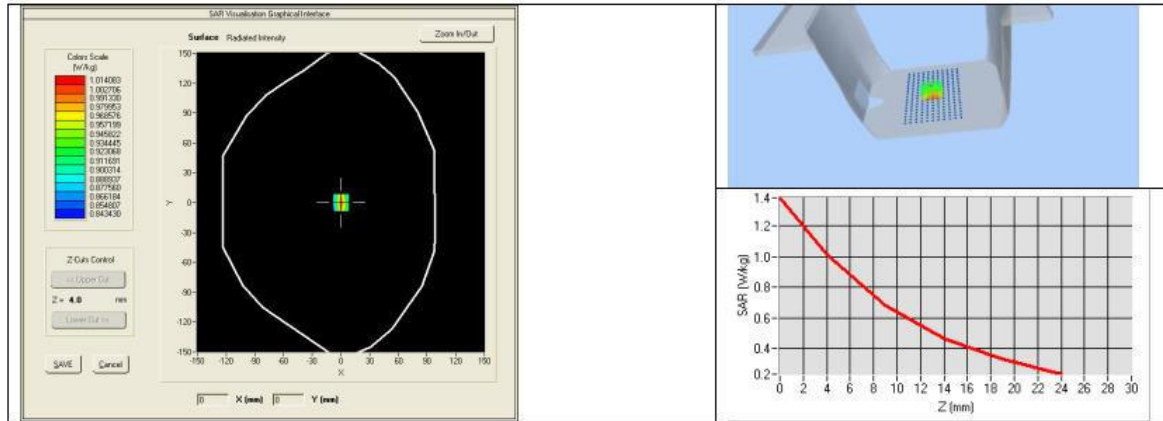 SAR Visualisation Graphical Interface
Surface Radiated Intensity
Zoom In/Out
Colors Scale
(W/kg)
1.014083
1.002706
0.991330
0.979953
0.968576
0.957199
0.945822
0.934445
0.923068
0.911691
0.900314
0.888937
0.877560
0.866184
0.854807
0.843430
Z-Cuts Control
<< Upper Cut
Z = 4.0 mm
Lower Cut >>
SAVE Cancel
150
120
90
60
30
0
-30
-60
-90
-120
-150
Y
-150 -120 -90 -60 -30 0 30 60 90 120 150
X
0 X (mm) 0 Y (mm)
1.4
1.2
1.0
0.8
0.6
0.4
0.2
SAR (W/kg)
0 2 4 6 8 10 12 14 16 18 20 22 24 26 28 30
Z (mm)